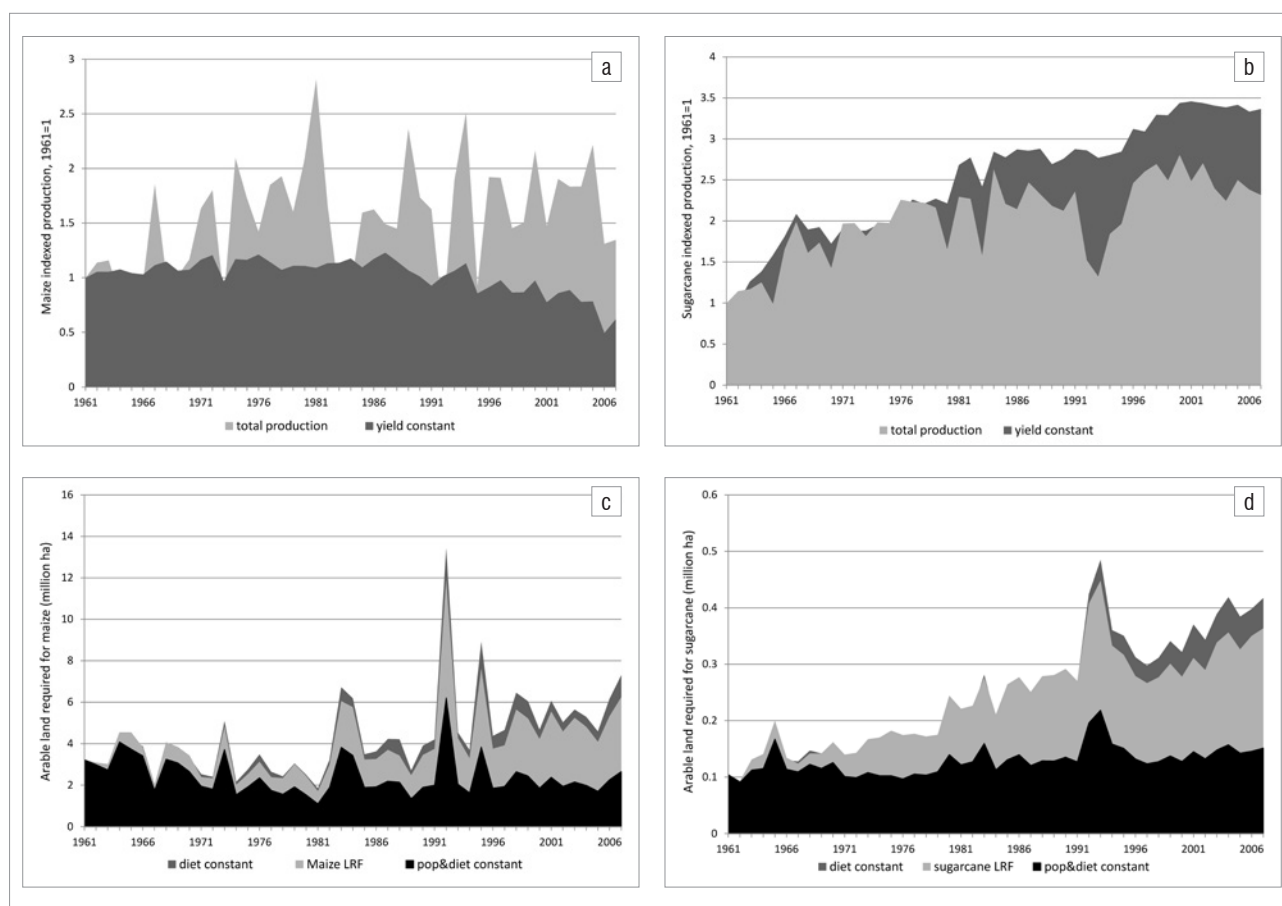 a
Maize indexed production, 1961=1
3
2.5
2
1.5
1
0.5
0
1961 1966 1971 1976 1981 1986 1991 1996 2001 2006
total production yield constant
b
Sugarcane indexed production, 1961=1
4
3.5
3
2.5
2
1.5
1
0.5
0
1961 1966 1971 1976 1981 1986 1991 1996 2001 2006
total production yield constant
c
Arable land required for maize (million ha)
16
14
12
10
8
6
4
2
0
1961 1966 1971 1976 1981 1986 1991 1996 2001 2006
diet constant Maize LRF pop&diet constant
d
Arable land required for sugarcane (million ha)
0.6
0.5
0.4
0.3
0.2
0.1
0
1961 1966 1971 1976 1981 1986 1991 1996 2001 2006
diet constant sugarcane LRF pop&diet constant